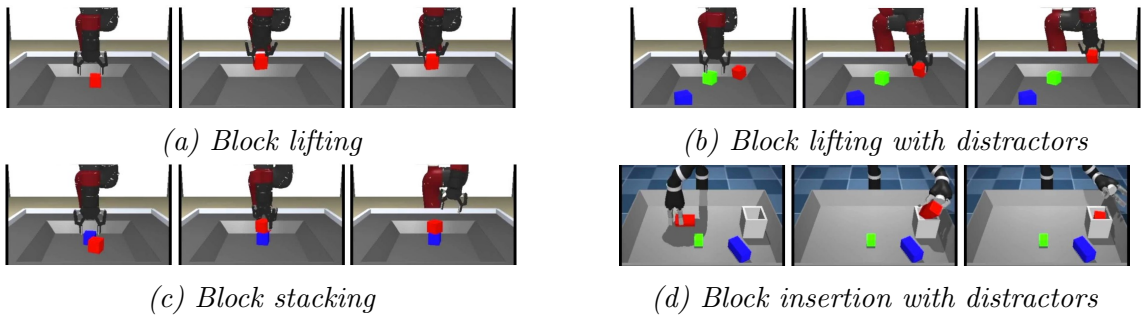 (a) Block lifting
(b) Block lifting with distractors
(c) Block stacking
(d) Block insertion with distractors